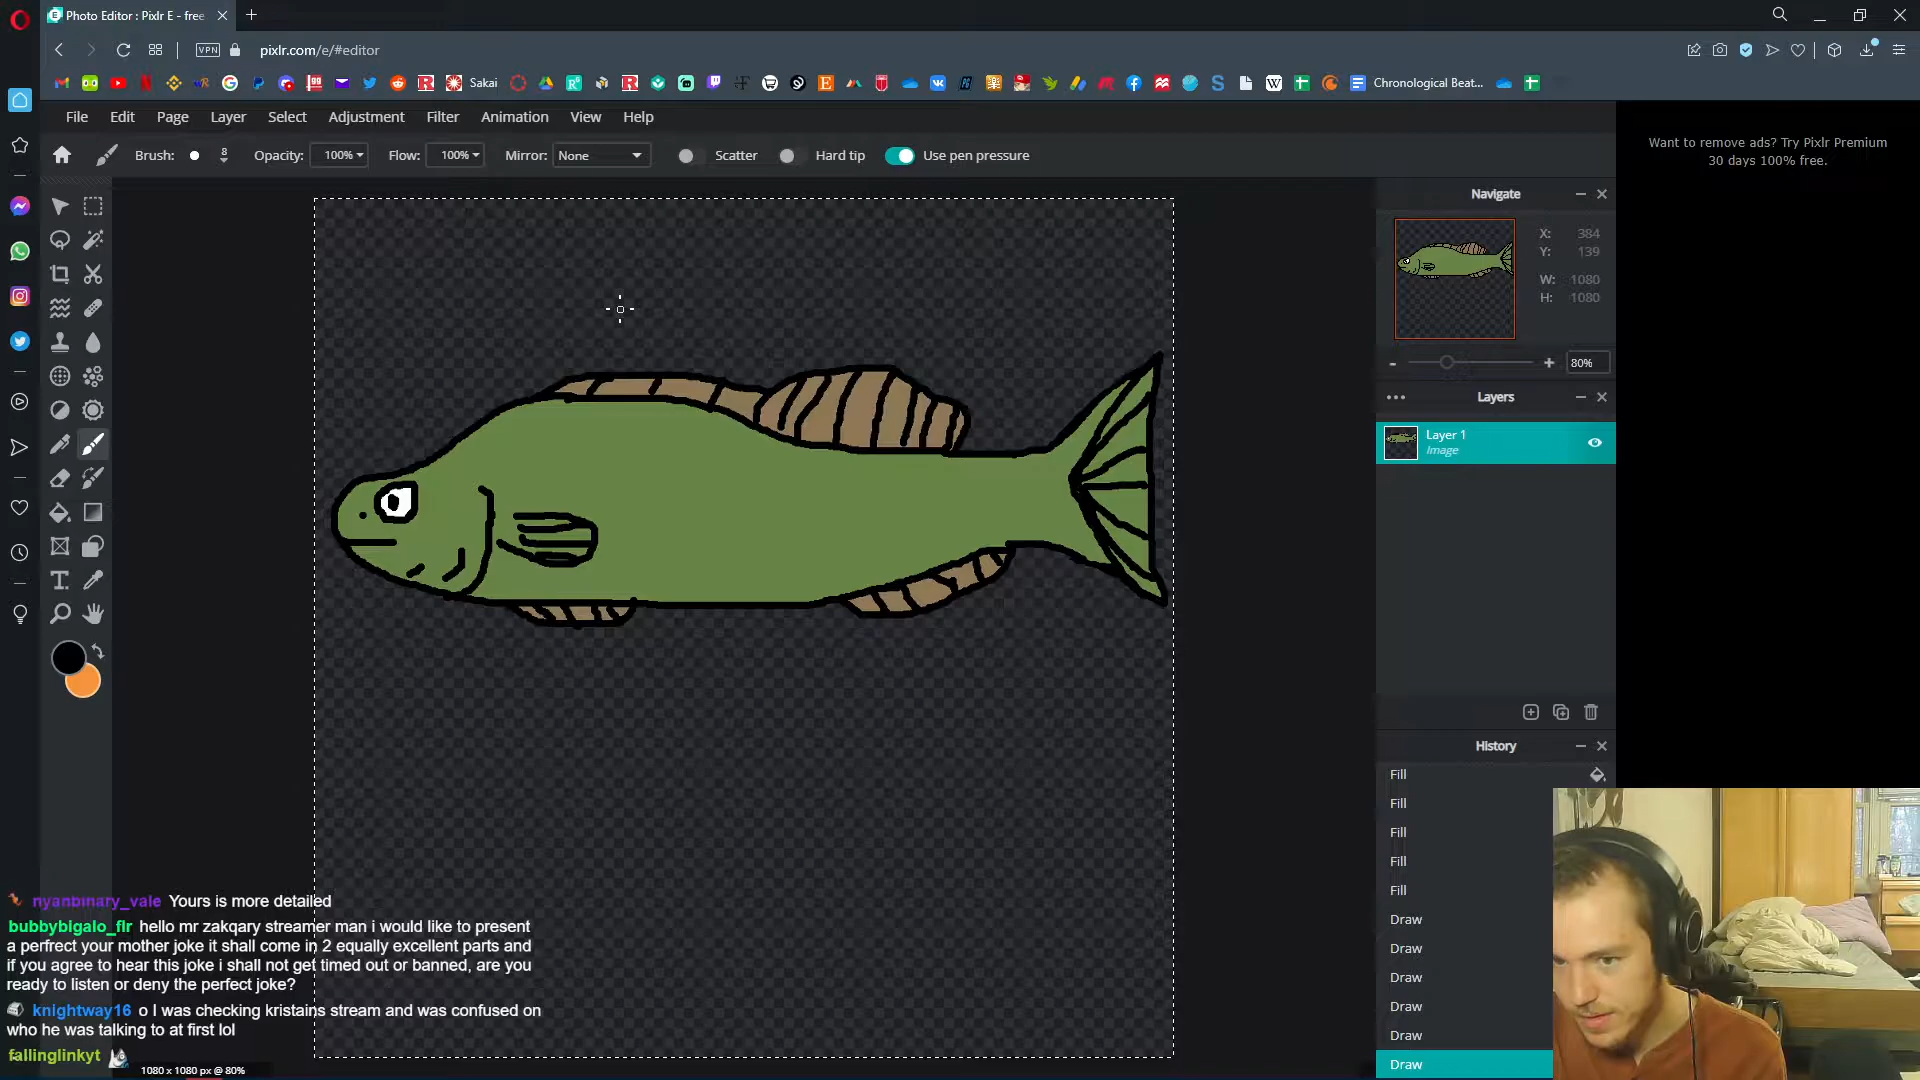 Photo Editor : Pixlr E - free
VPN
pixlr.com/e/#editor
Sakai
Chronological Beat...
File Edit Page Layer Select Adjustment Filter Animation View Help
Brush: 8 Opacity: 100% Flow: 100% Mirror: None Scatter Hard tip Use pen pressure
Want to remove ads? Try Pixlr Premium
30 days 100% free.
Navigate
X: 384
Y: 139
W: 1080
H: 1080
80%
Layers
Layer 1
Image
History
Fill
Fill
Fill
Fill
Fill
Draw
Draw
Draw
Draw
Draw
Draw
nyanbinary_vale Yours is more detailed
bubbybigalo_flr hello mr zakqary streamer man i would like to present
a perfrect your mother joke it shall come in 2 equally excellent parts and
if you agree to hear this joke i shall not get timed out or banned, are you
ready to listen or deny the perfect joke?
knightway16 o I was checking kristains stream and was confused on
who he was talking to at first lol
fallinglinkyt
1080 x 1080 px @ 80%